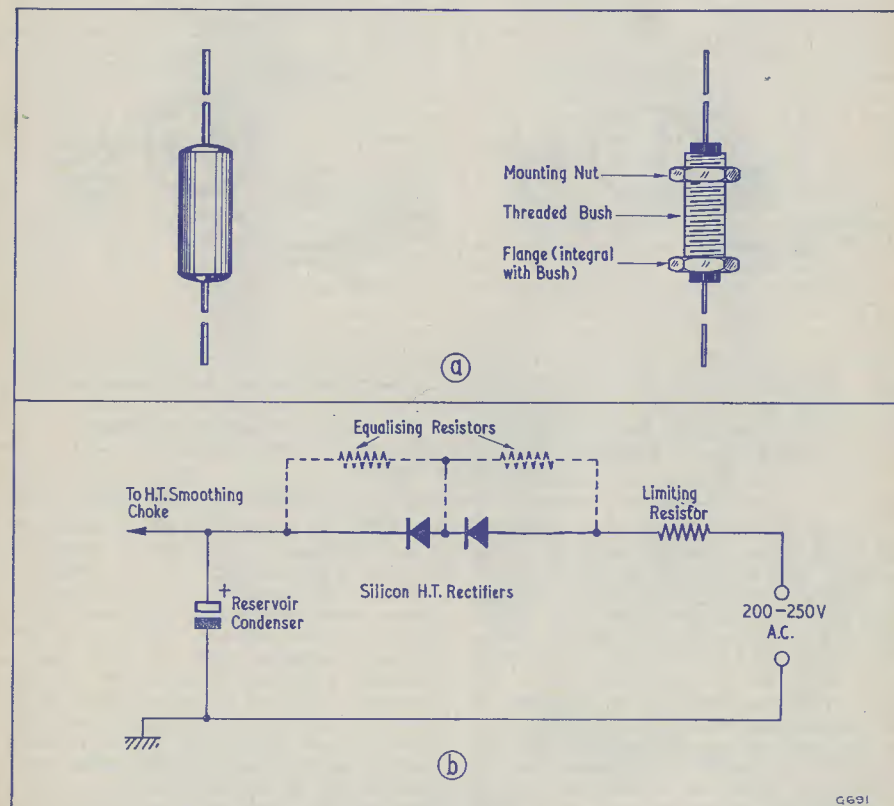 Mounting Nut
Threaded Bush
Flange (integral
with Bush)
a
Equalising Resistors
To H.T. Smoothing
Choke
Limiting
Resistor
+
Reservoir
Condenser
Silicon H.T. Rectifiers
200-250V
A.C.
b
G691